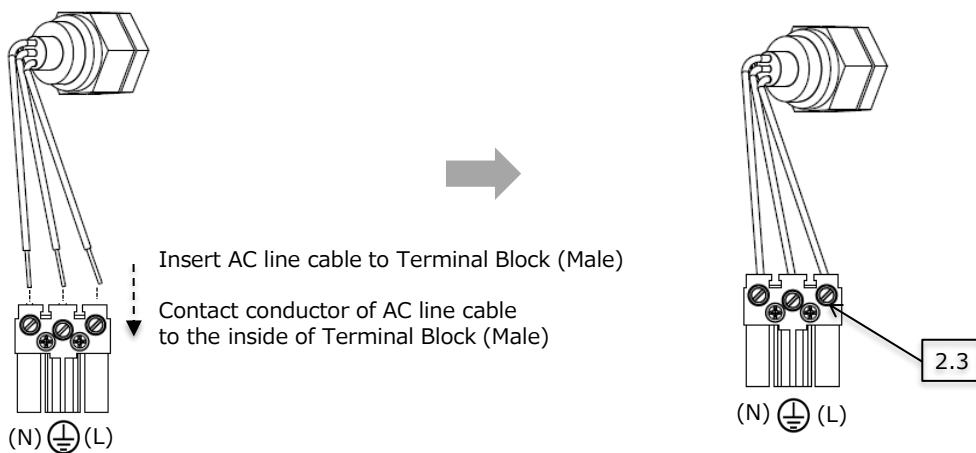 Insert AC line cable to Terminal Block (Male)
Contact conductor of AC line cable
to the inside of Terminal Block (Male)
2.3
(N) (L)
(N) (L)